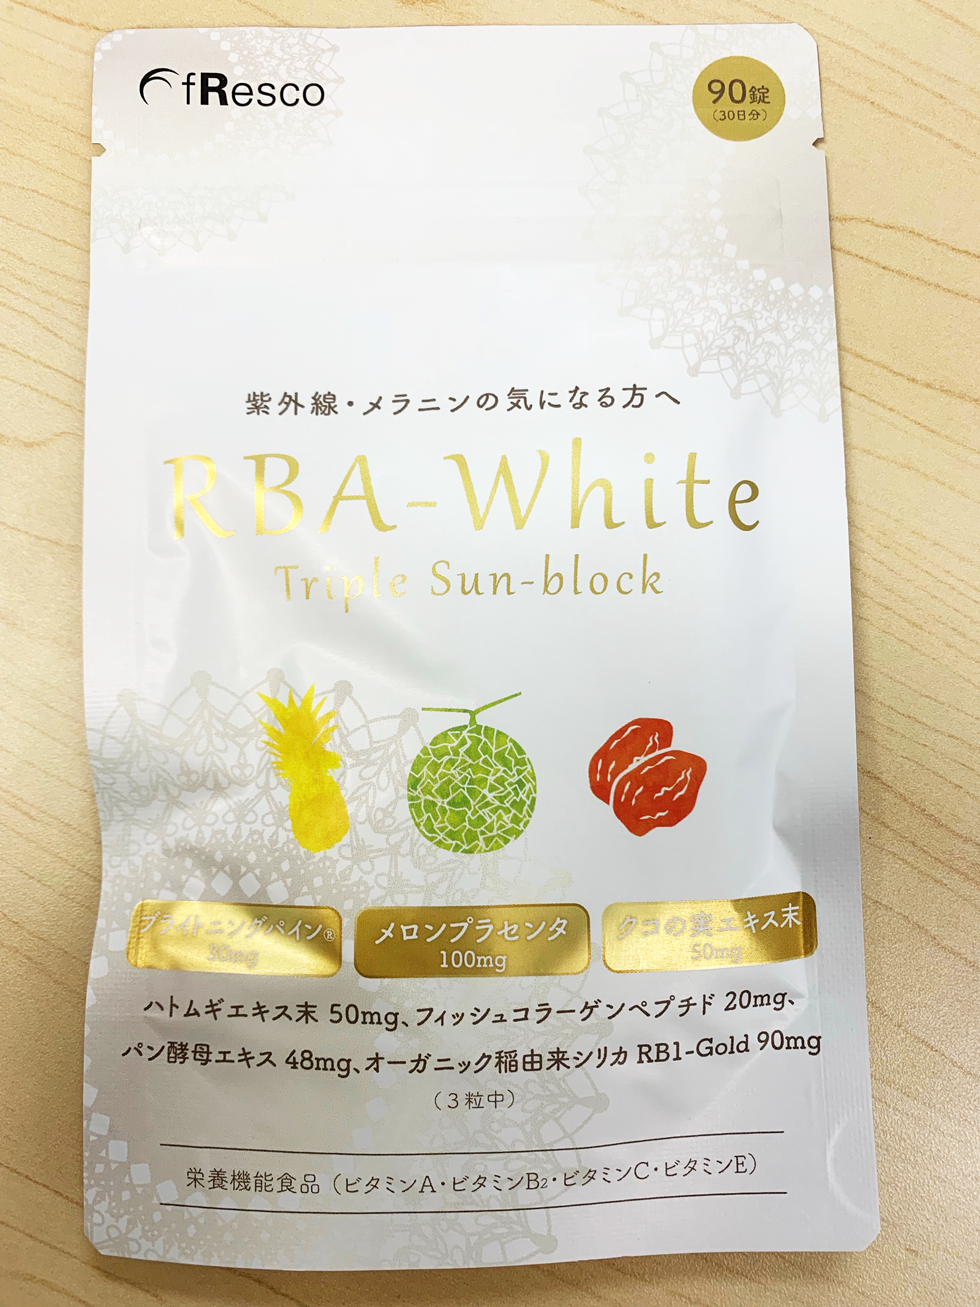 fResco
90錠
(30日分)
紫外線・メラニンの気になる方へ
RBA-White
Triple Sun-block
ブライトニングパイン®
30mg
メロンプラセンタ
100mg
タコの実エキス末
50mg
ハトムギエキス末 50mg、フィッシュコラーゲンペプチド 20mg、
パン酵母エキス 48mg、オーガニック稲由来シリカ RB1-Gold 90mg
(3粒中)
栄養機能食品 (ビタミンA・ビタミンB2・ビタミンC・ビタミンE)